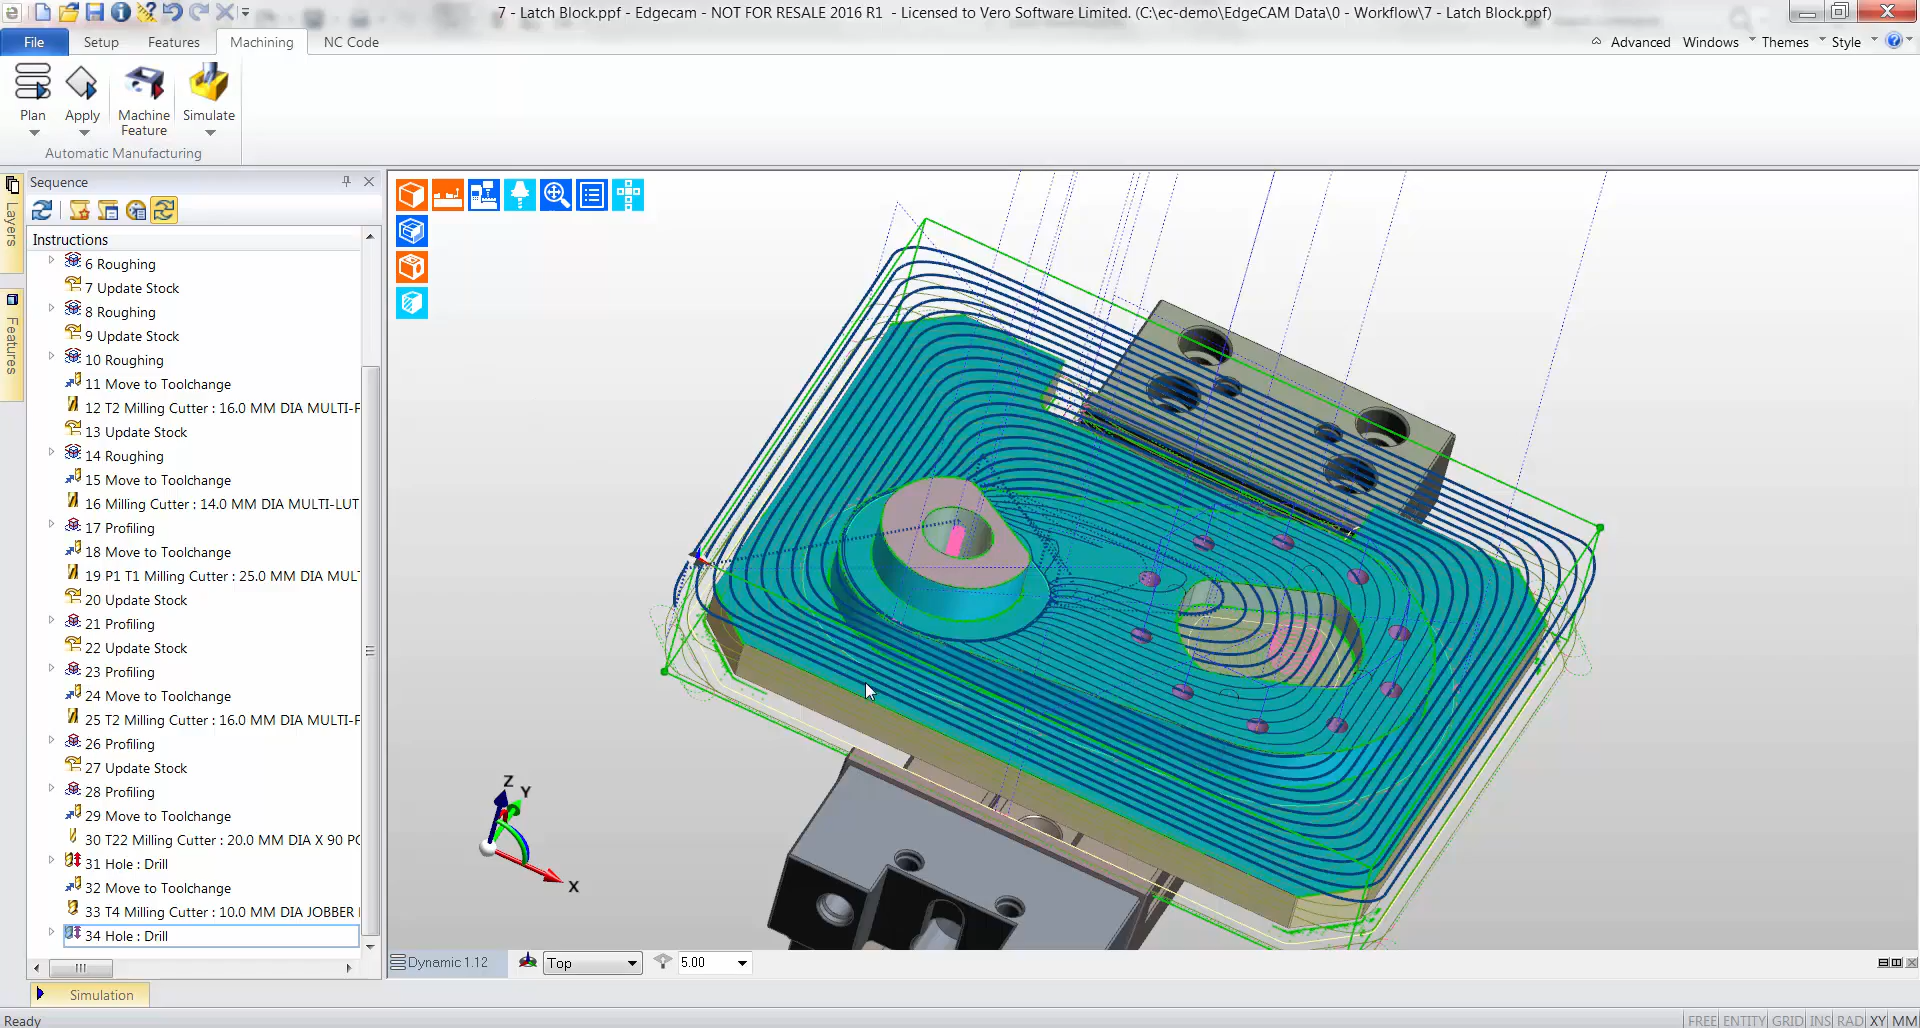 7 - Latch Block.ppf - Edgecam - NOT FOR RESALE 2016 R1 - Licensed to Vero Software Limited. (C:\ec-demo\EdgeCAM Data\0 - Workflow\7 - Latch Block.ppf)
File Setup Features Machining NC Code
Advanced Windows Themes Style
Plan Apply Machine Feature Simulate
Automatic Manufacturing
Layers
Features
Sequence
Instructions
6 Roughing
7 Update Stock
8 Roughing
9 Update Stock
10 Roughing
11 Move to Toolchange
12 T2 Milling Cutter : 16.0 MM DIA MULTI-F
13 Update Stock
14 Roughing
15 Move to Toolchange
16 Milling Cutter : 14.0 MM DIA MULTI-LUT
17 Profiling
18 Move to Toolchange
19 P1 T1 Milling Cutter : 25.0 MM DIA MUL
20 Update Stock
21 Profiling
22 Update Stock
23 Profiling
24 Move to Toolchange
25 T2 Milling Cutter : 16.0 MM DIA MULTI-F
26 Profiling
27 Update Stock
28 Profiling
29 Move to Toolchange
30 T22 Milling Cutter : 20.0 MM DIA X 90 PO
31 Hole : Drill
32 Move to Toolchange
33 T4 Milling Cutter : 10.0 MM DIA JOBBER
34 Hole : Drill
Z
Y
X
Dynamic 1.12 Top 5.00
Simulation
Ready
FREE ENTITY GRID INS RAD XY MM